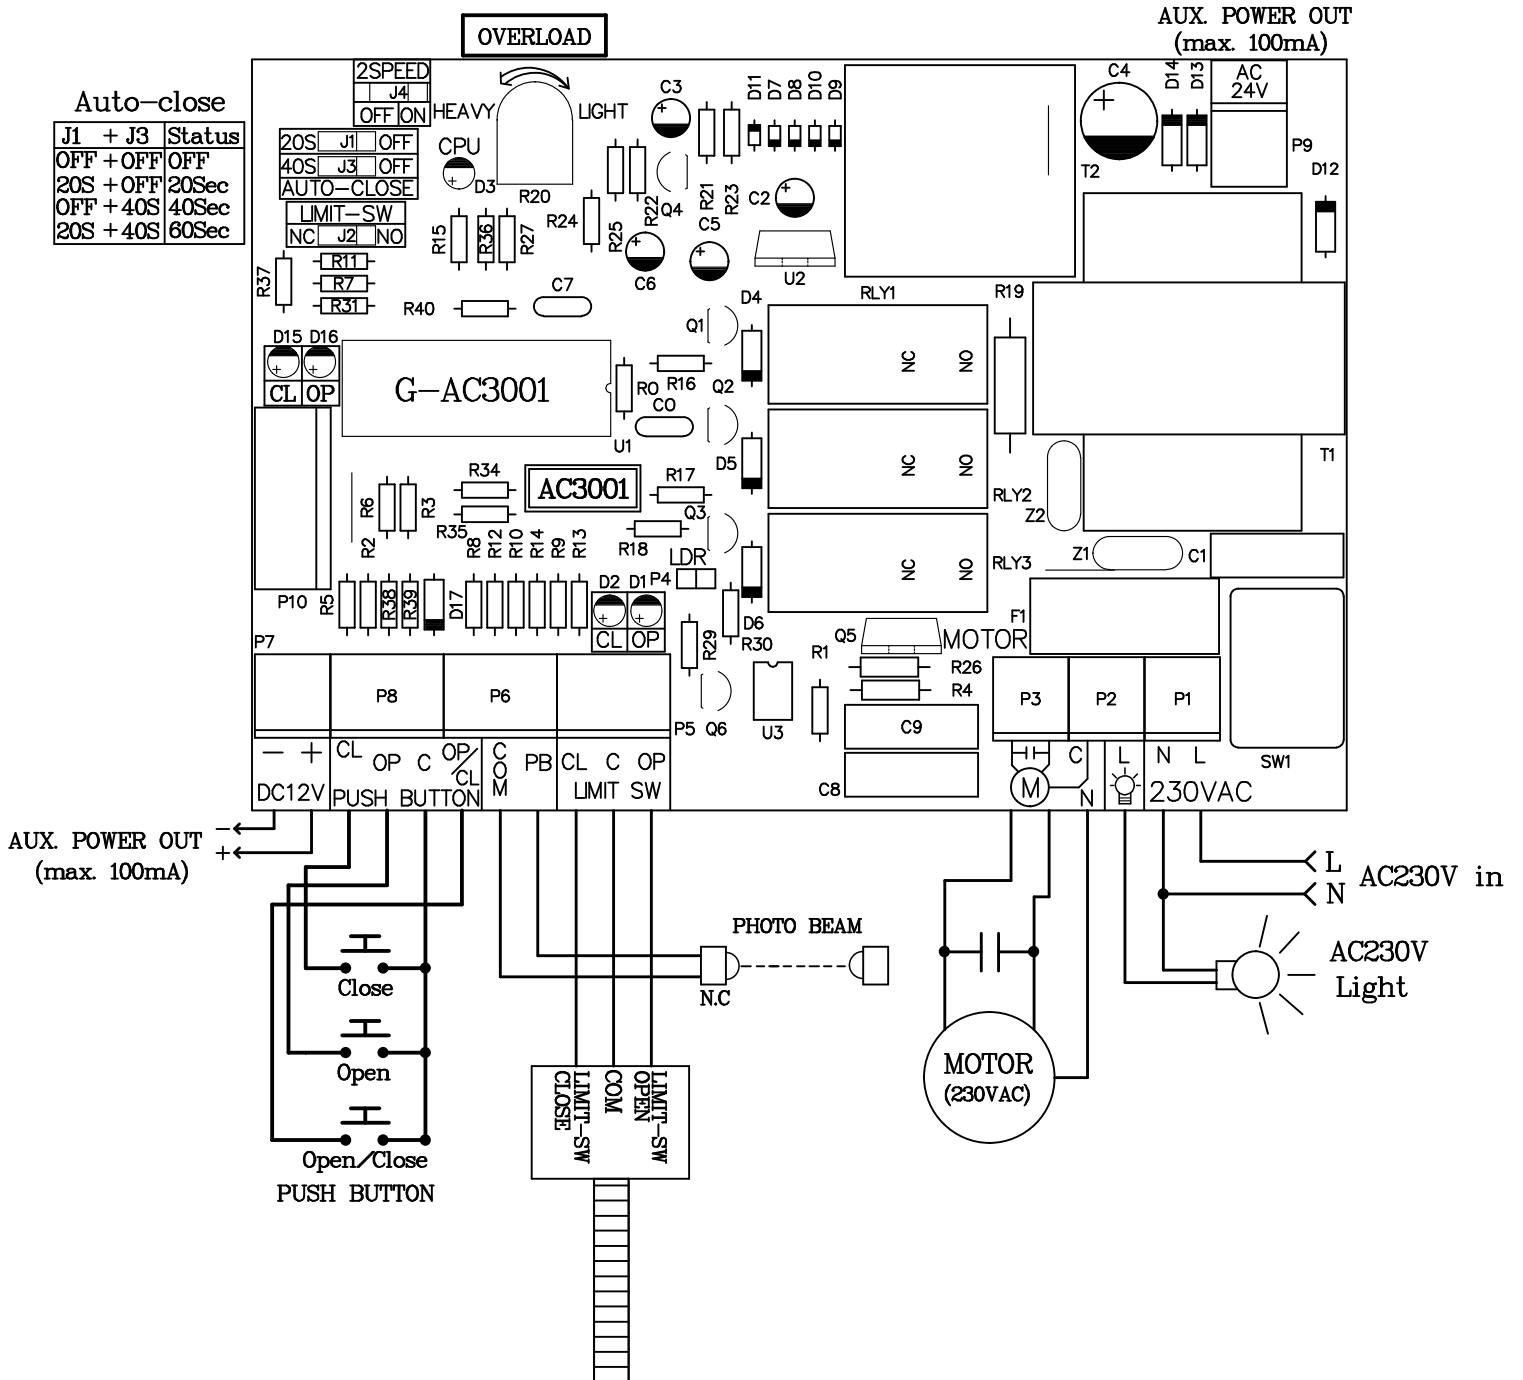 AUX. POWER OUT
(max. 100mA)
OVERLOAD
Auto-close
J1 + J3 Status
OFF + OFF OFF
20S + OFF 20Sec
OFF + 40S 40Sec
20S + 40S 60Sec
2SPEED
J4
OFF ON
HEAVY LIGHT
20S J1 OFF
40S J3 OFF
AUTO-CLOSE
LIMIT-SW
NC J2 NO
CPU
D3
R20
C3
D11 D7 D8 D10 D9
C4
D14 D13
AC
24V
P9
T2
D12
R37
R11
R7
R31
R15 R36 R27
R24
R25 R22 Q4 R21 R23
C2
C5
C6
U2
R40
C7
D4
RLY1
R19
Q1
NC NO
D15 D16
CL OP
G-AC3001
R0
R16
Q2
C0
U1
D5
NC NO
T1
R34
AC3001
R17
RLY2
Z2
R6 R3
R35
Q3
R18
R2 R8 R12 R10 R14 R9 R13
LDR
NC NO
RLY3
Z1
C1
P10
R5 R38 R39 D17
D2 D1 P4
CL OP
D6
R29 R30
Q5
MOTOR
F1
P7
R1
R26
R4
P8
P6
P5
Q6
U3
C9
C8
P3
P2
P1
SW1
- + CL OP C OP/CL COM PB CL C OP
DC12V PUSH BUTTON LIMIT SW
M
C
N
L
N L
230VAC
AUX. POWER OUT
(max. 100mA)
-
+
L
N
AC230V in
PHOTO BEAM
N.C
AC230V
Light
Close
Open
Open/Close
PUSH BUTTON
LIMIT-SW
CLOSE
COM
LIMIT-SW
OPEN
MOTOR
(230VAC)